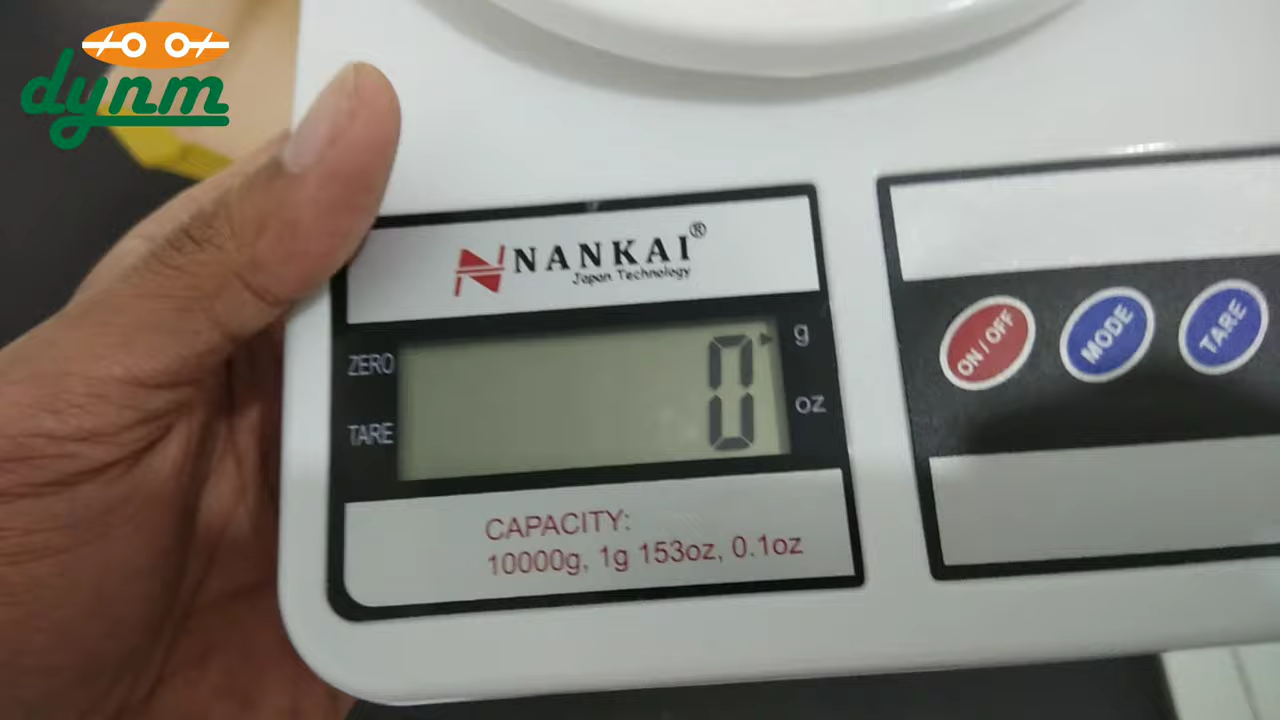 dynm
NANKAI®
Japan Technology
ZERO
TARE
0
g
oz
CAPACITY:
10000g, 1g 153oz, 0.1oz
ON / OFF
MODE
TARE